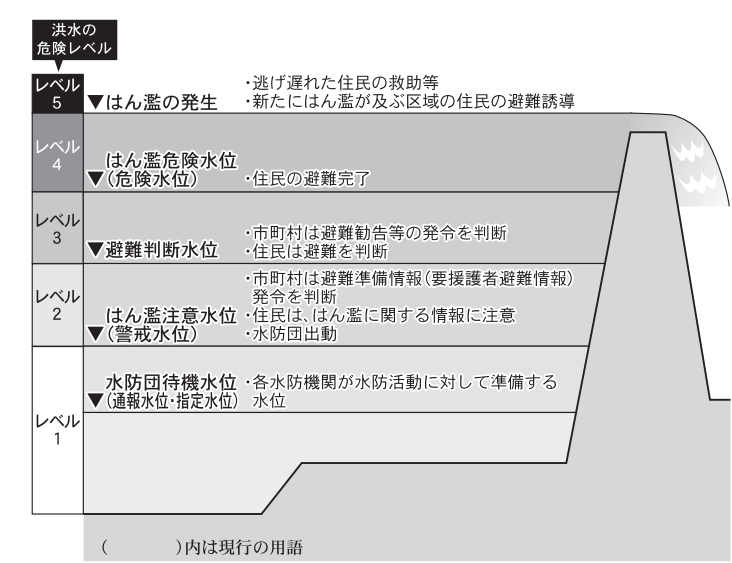 洪水の
危険レベル
レベル
5
▼はん濫の発生
・逃げ遅れた住民の救助等
・新たにはん濫が及ぶ区域の住民の避難誘導
レベル
4
はん濫危険水位
▼(危険水位)
・住民の避難完了
レベル
3
▼避難判断水位
・市町村は避難勧告等の発令を判断
・住民は避難を判断
レベル
2
はん濫注意水位
▼(警戒水位)
・市町村は避難準備情報(要援護者避難情報)
発令を判断
・住民は、はん濫に関する情報に注意
・水防団出動
レベル
1
水防団待機水位
▼(通報水位・指定水位)
・各水防機関が水防活動に対して準備する
水位
(　　　　)内は現行の用語